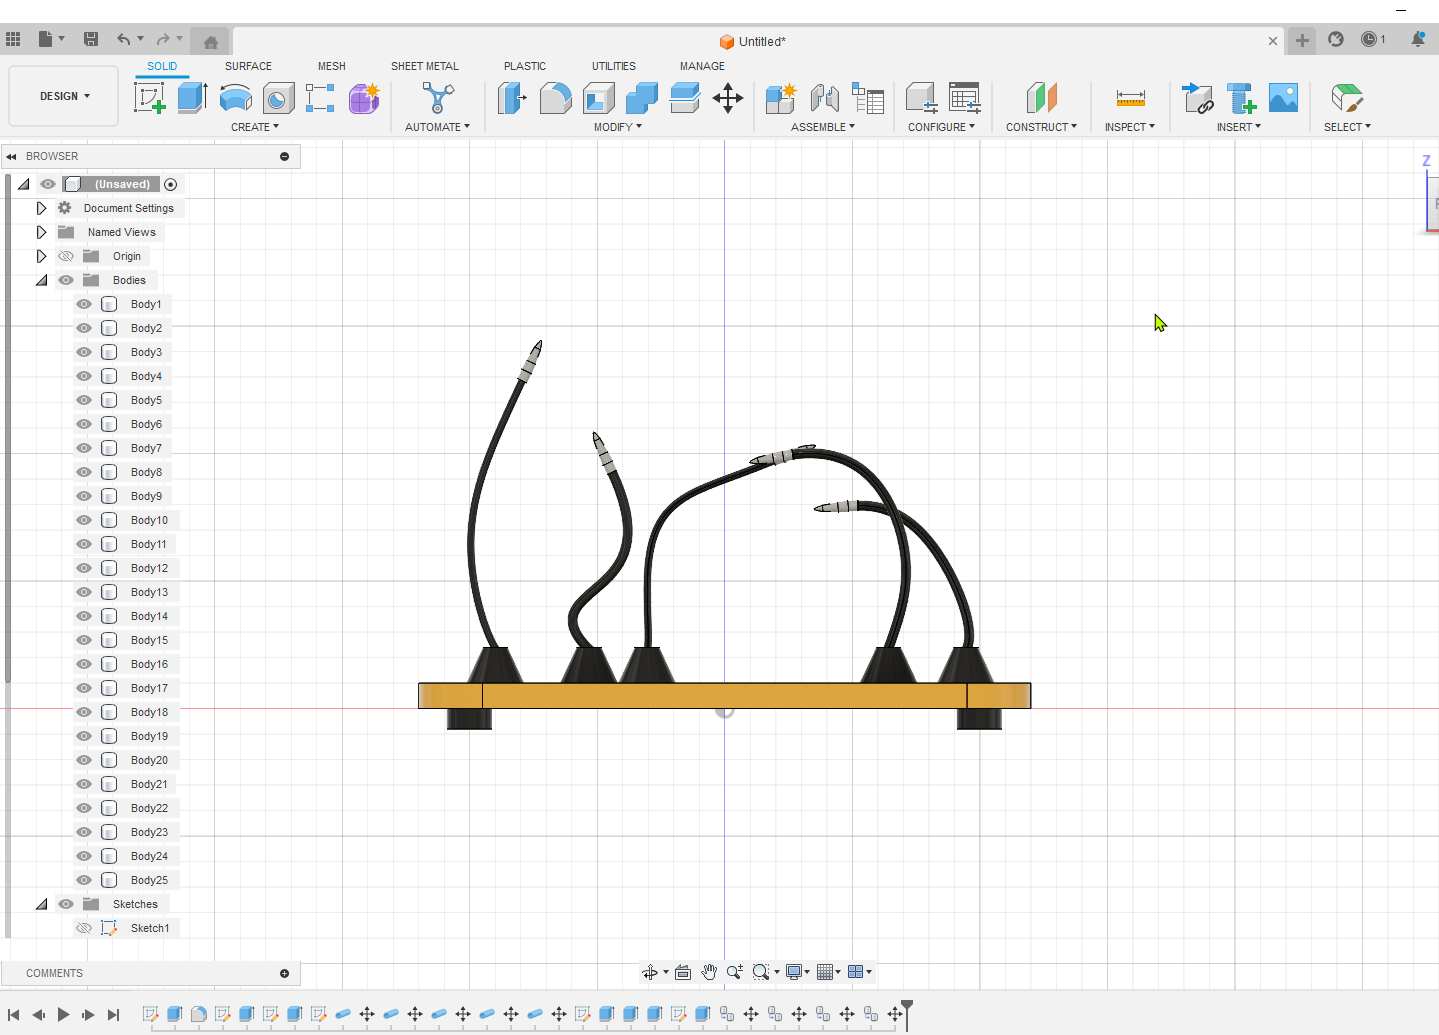 Untitled*
1
DESIGN
SOLID
SURFACE
MESH
SHEET METAL
PLASTIC
UTILITIES
MANAGE
CREATE
AUTOMATE
MODIFY
ASSEMBLE
CONFIGURE
CONSTRUCT
INSPECT
INSERT
SELECT
BROWSER
Z
(Unsaved)
Document Settings
Named Views
Origin
Bodies
Body1
Body2
Body3
Body4
Body5
Body6
Body7
Body8
Body9
Body10
Body11
Body12
Body13
Body14
Body15
Body16
Body17
Body18
Body19
Body20
Body21
Body22
Body23
Body24
Body25
Sketches
Sketch1
COMMENTS